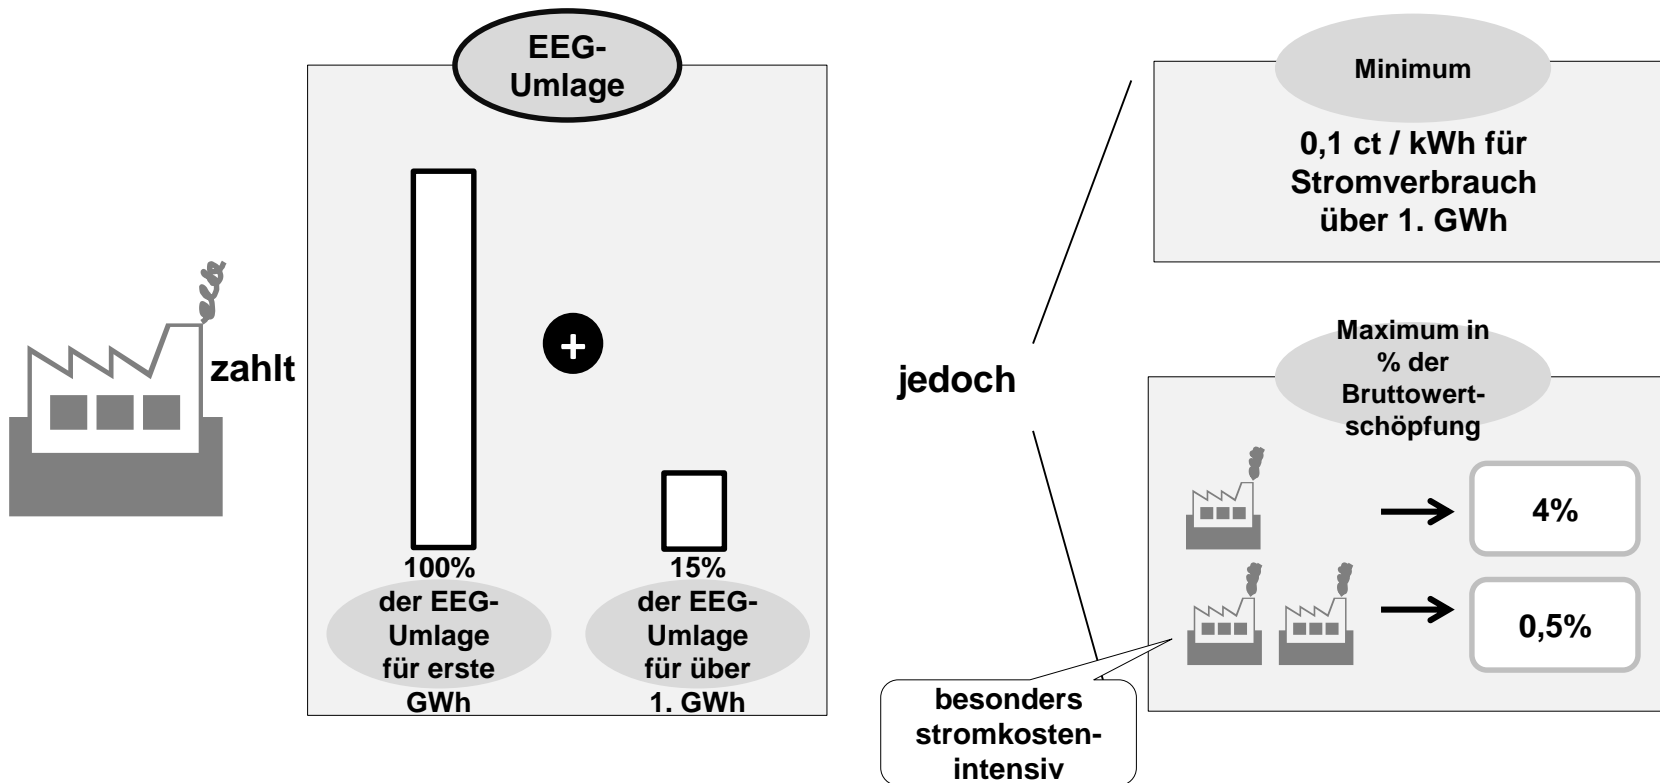 EEG-
Umlage
zahlt
+
100%
der EEG-
Umlage
für erste
GWh
15%
der EEG-
Umlage
für über
1. GWh
jedoch
Minimum
0,1 ct / kWh für
Stromverbrauch
über 1. GWh
Maximum in
% der
Bruttowert-
schöpfung
4%
0,5%
besonders
stromkosten-
intensiv